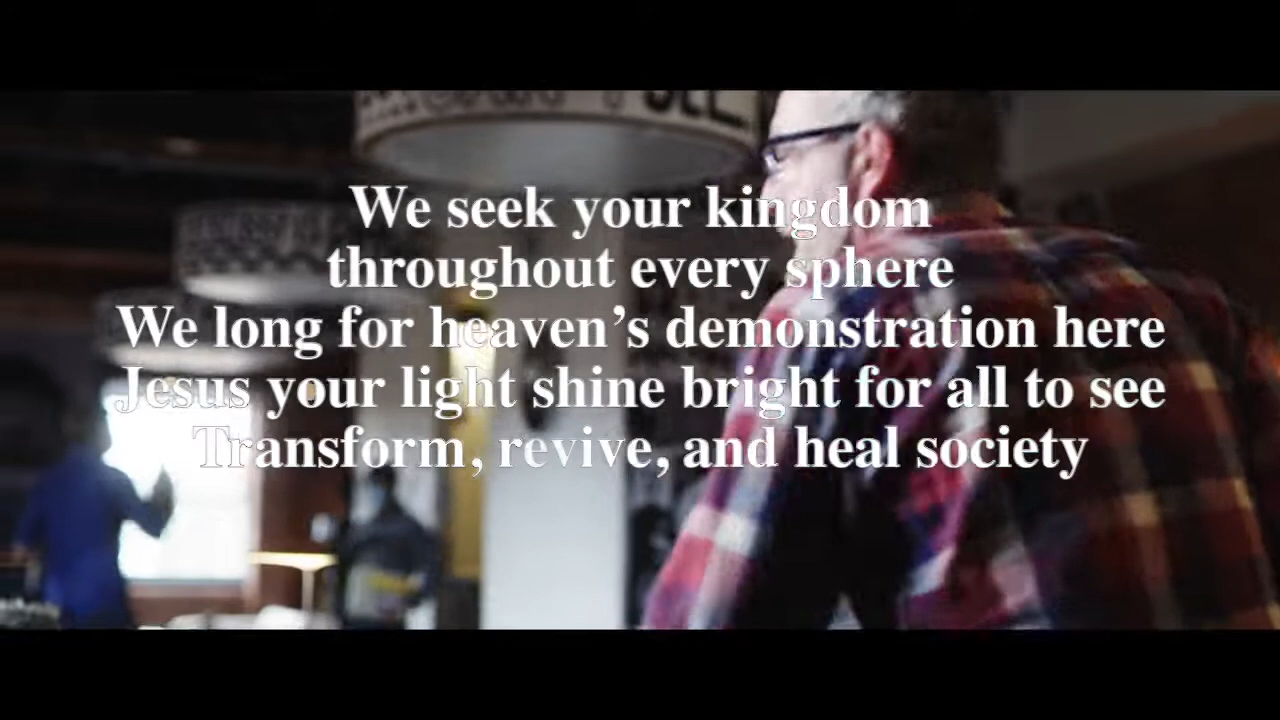 We seek your kingdom
throughout every sphere
We long for heaven’s demonstration here
Jesus your light shine bright for all to see
Transform, revive, and heal society